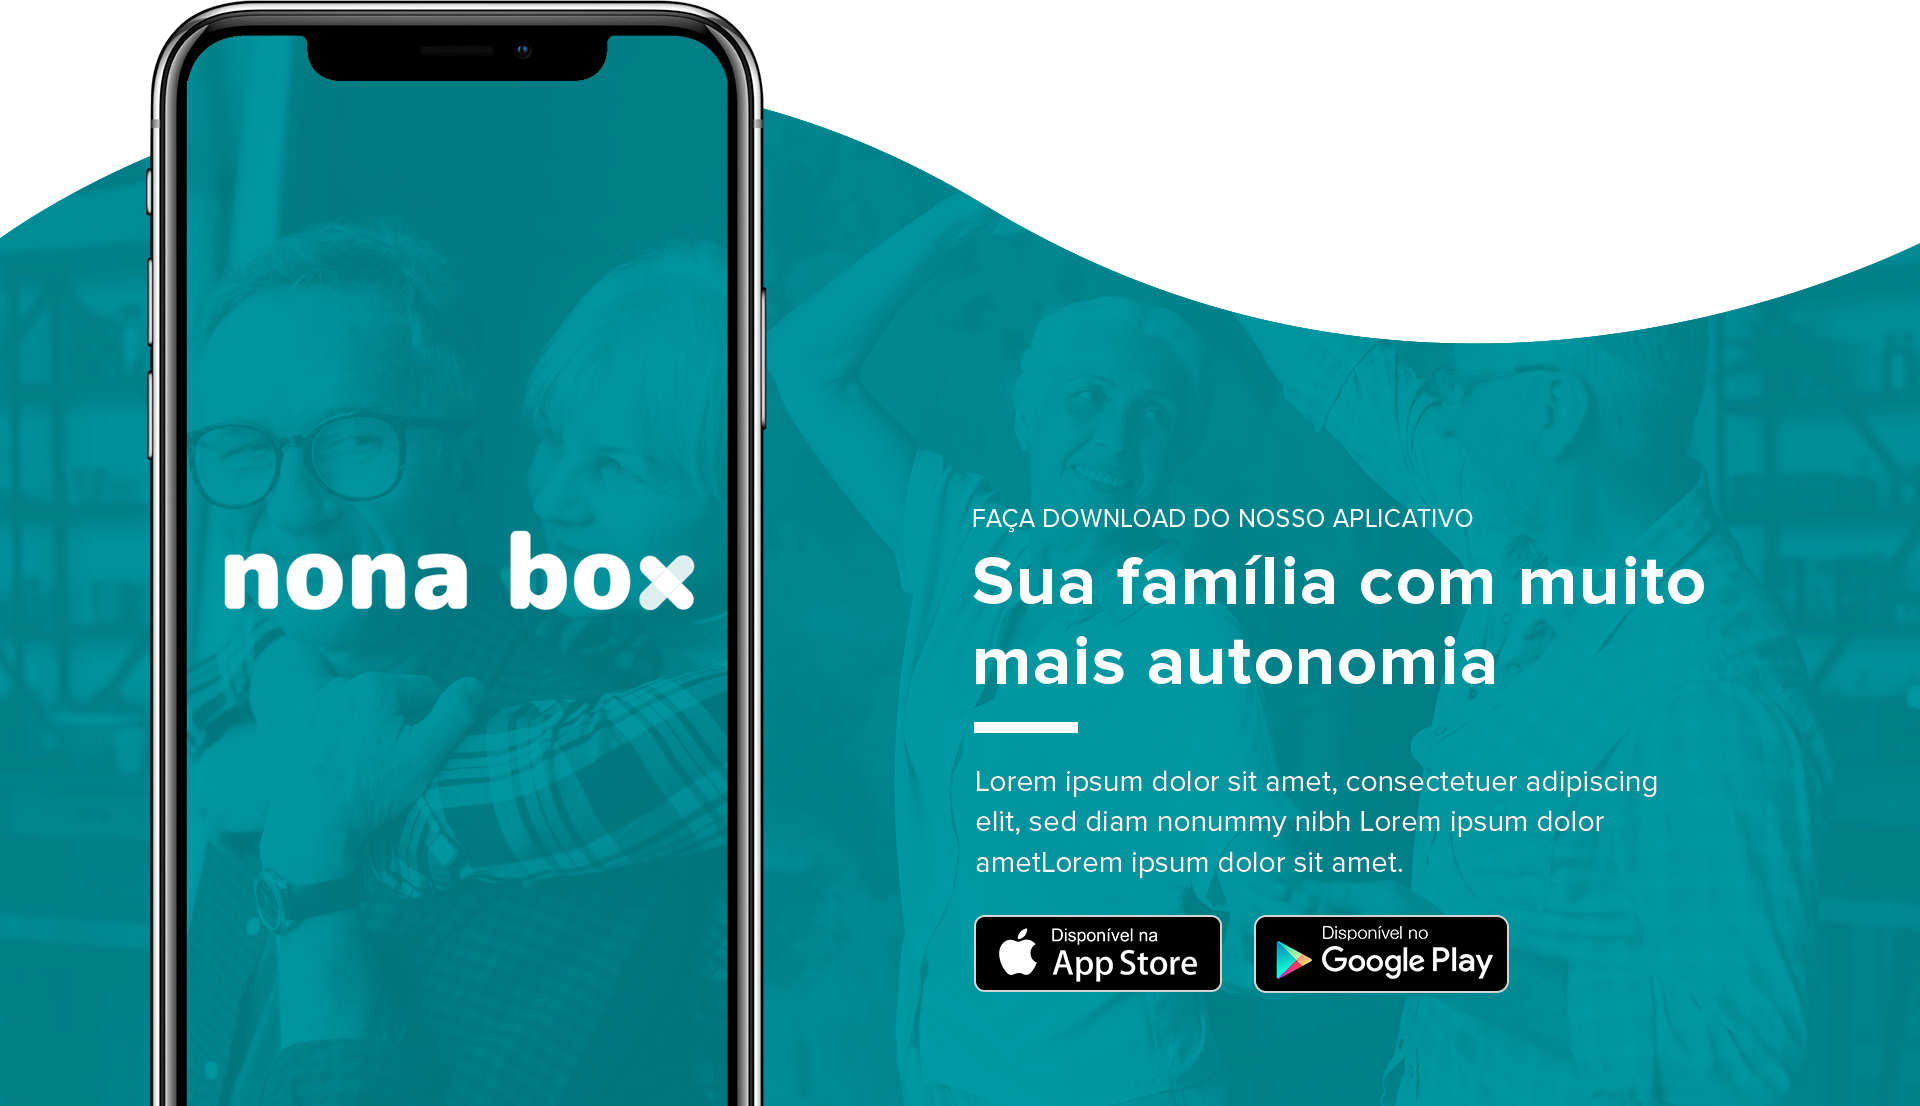 nona box
FAÇA DOWNLOAD DO NOSSO APLICATIVO
Sua família com muito
mais autonomia
Lorem ipsum dolor sit amet, consectetuer adipiscing
elit, sed diam nonummy nibh Lorem ipsum dolor
ametLorem ipsum dolor sit amet.
Disponível na
App Store
Disponível no
Google Play